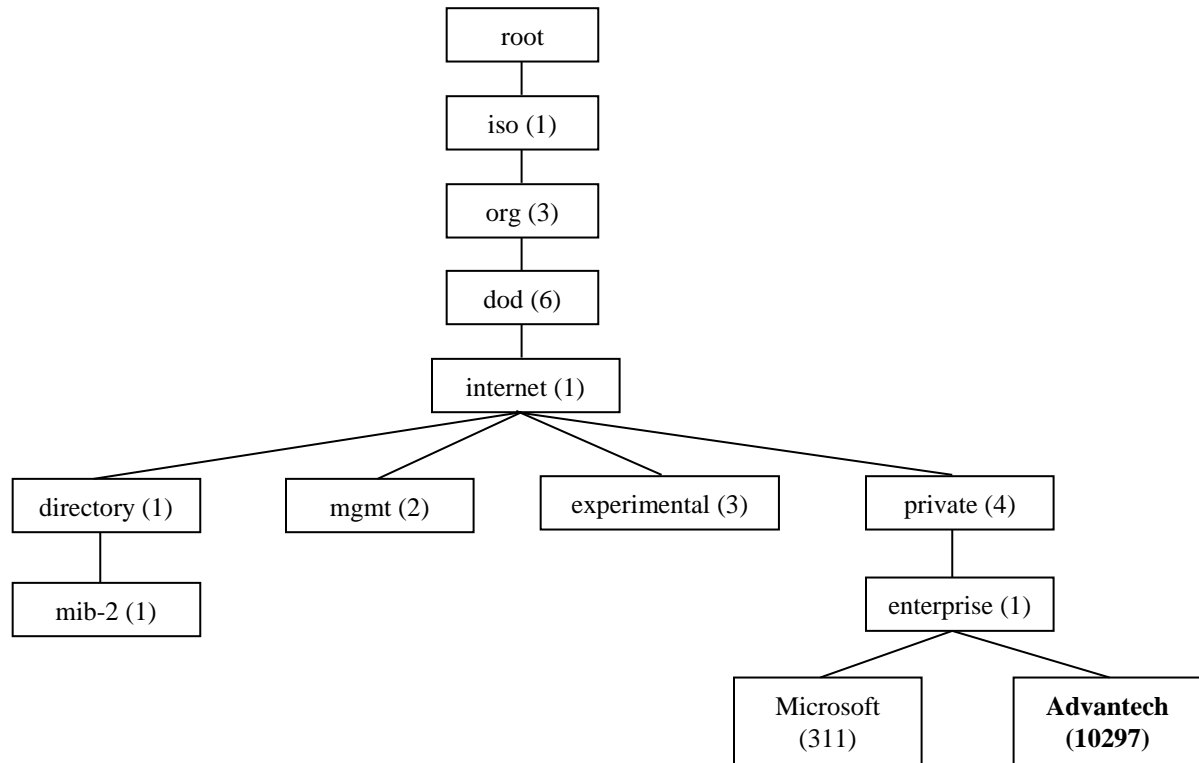 root
iso (1)
org (3)
dod (6)
internet (1)
directory (1)
mgmt (2)
experimental (3)
private (4)
mib-2 (1)
enterprise (1)
Microsoft
(311)
Advantech
(10297)